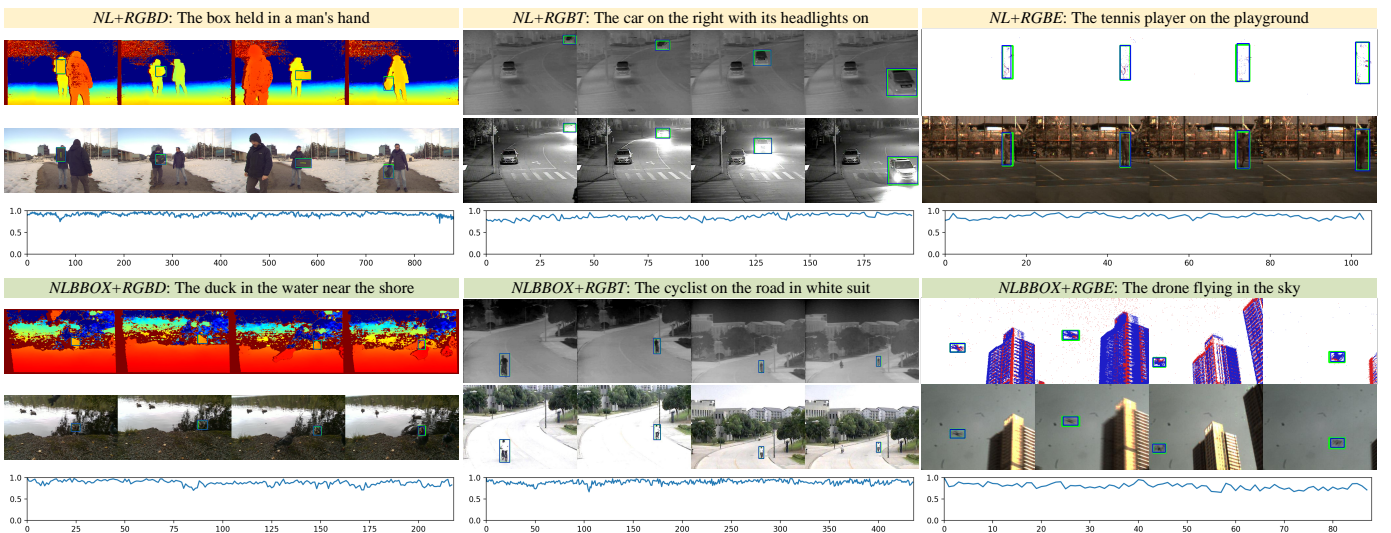 NL+RGBD: The box held in a man's hand
NL+RGBT: The car on the right with its headlights on
NL+RGBE: The tennis player on the playground
1.0
0.5
0.0
0 100 200 300 400 500 600 700 800
1.0
0.5
0.0
0 25 50 75 100 125 150 175
1.0
0.5
0.0
0 20 40 60 80 100
NLBBOX+RGBD: The duck in the water near the shore
NLBBOX+RGBT: The cyclist on the road in white suit
NLBBOX+RGBE: The drone flying in the sky
1.0
0.5
0.0
0 25 50 75 100 125 150 175 200
1.0
0.5
0.0
0 50 100 150 200 250 300 350 400
1.0
0.5
0.0
0 10 20 30 40 50 60 70 80